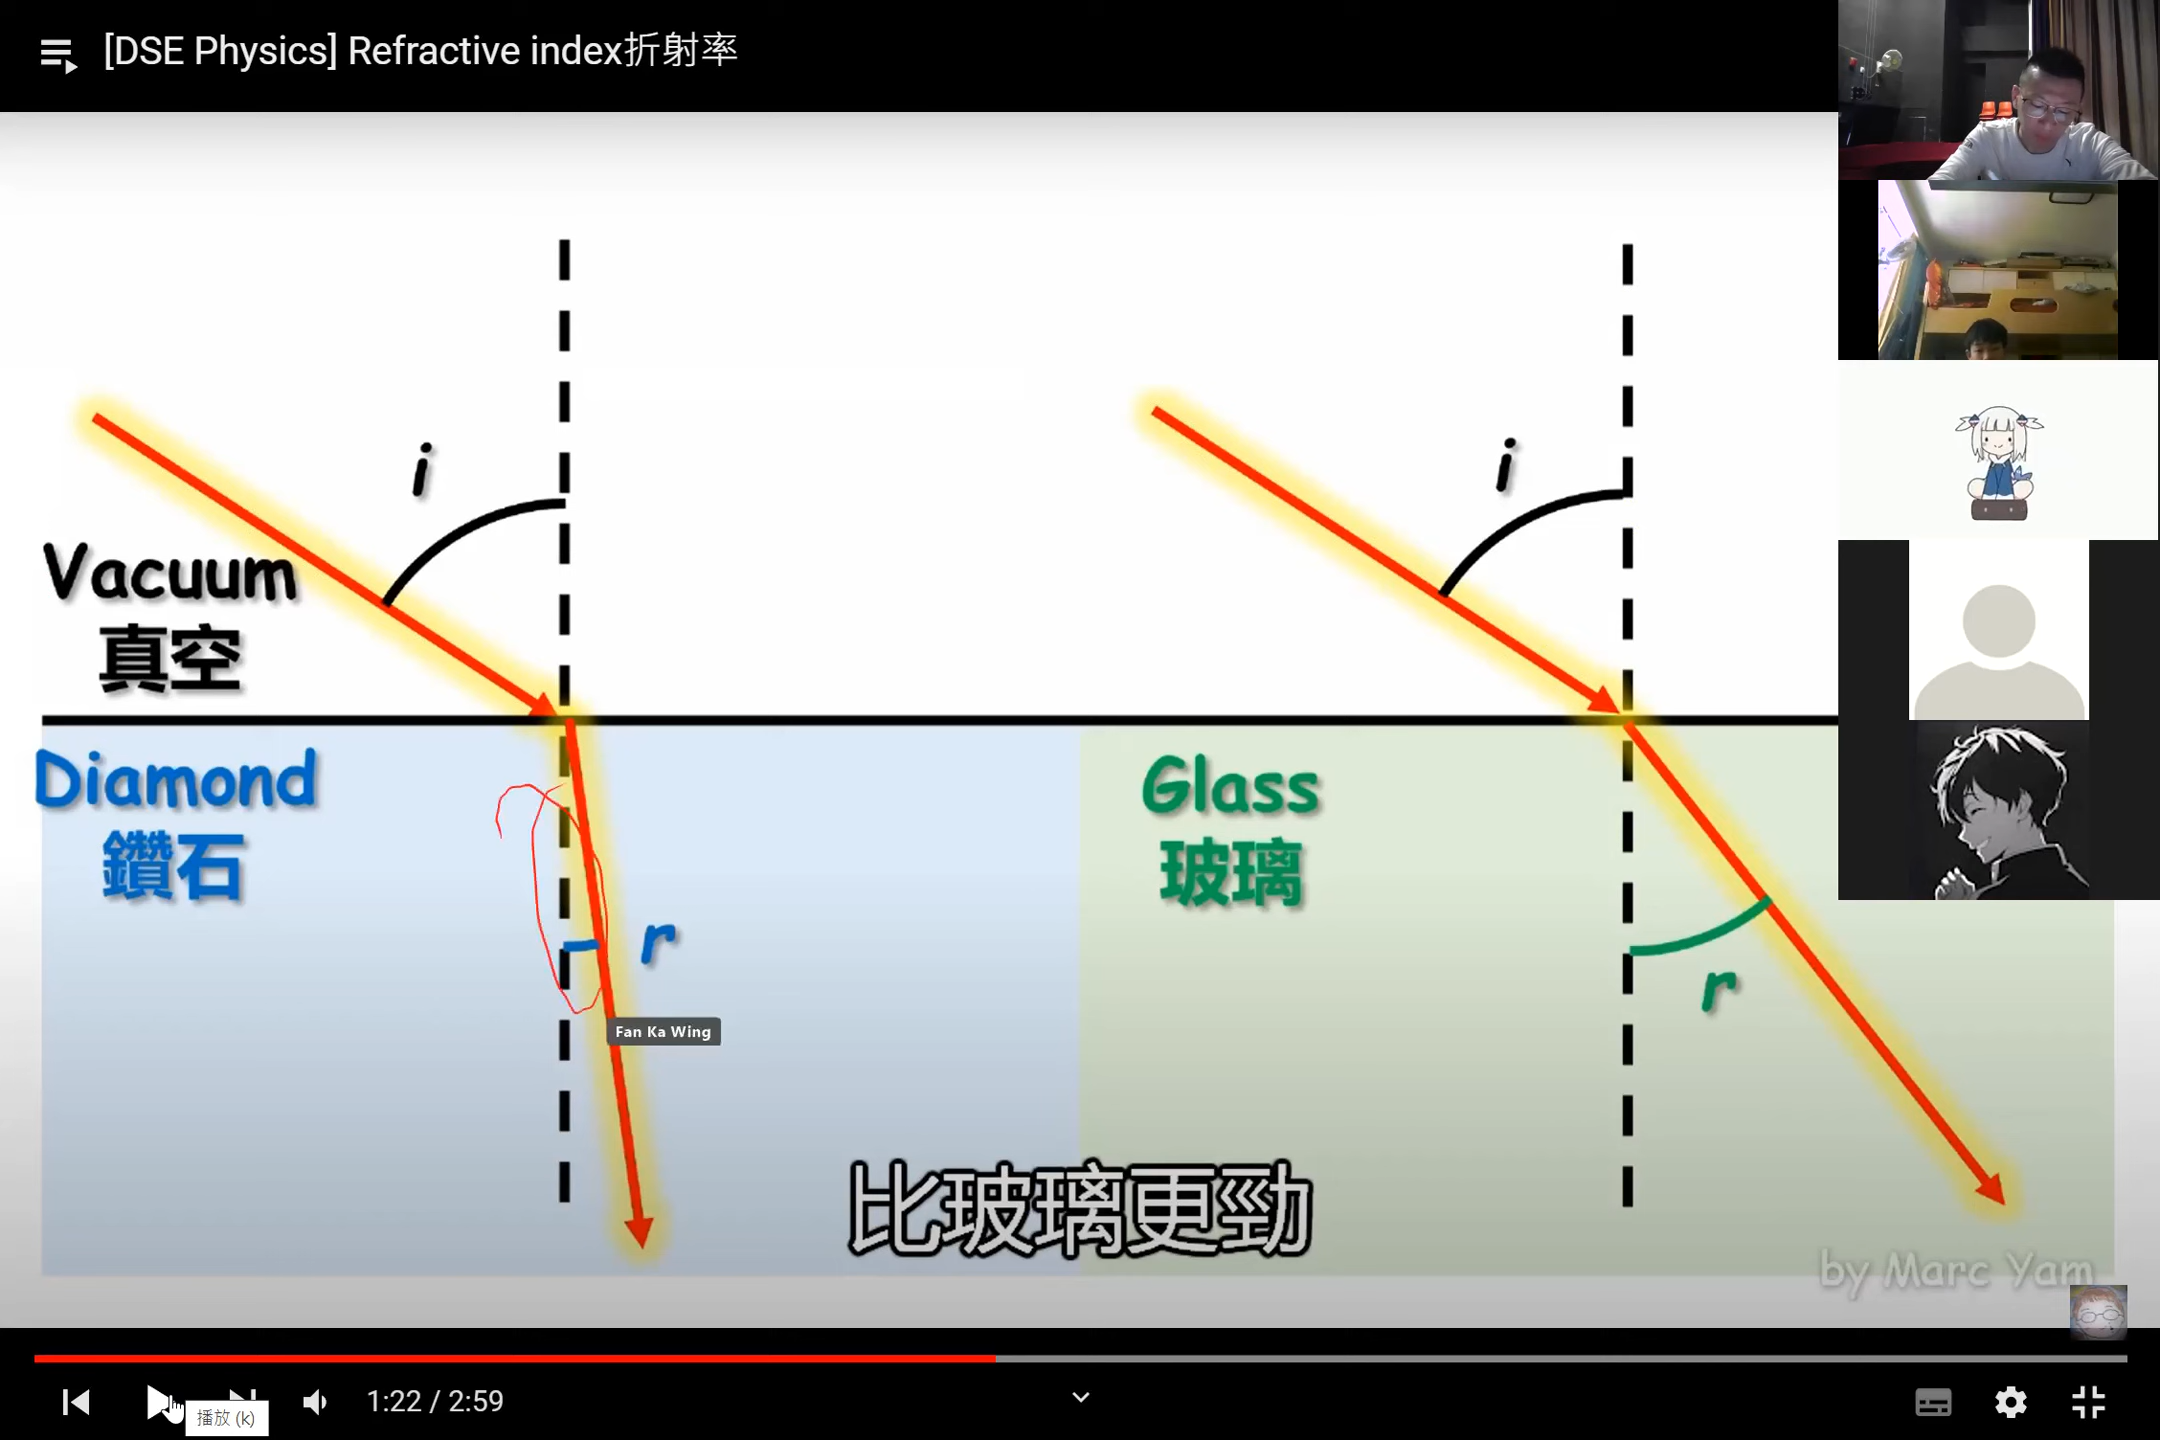 [DSE Physics] Refractive index折射率
i
i
Vacuum
真空
Diamond
鑽石
Glass
玻璃
r
r
Fan Ka Wing
比玻璃更勁
by Marc Yam
1:22 / 2:59
播放 (k)